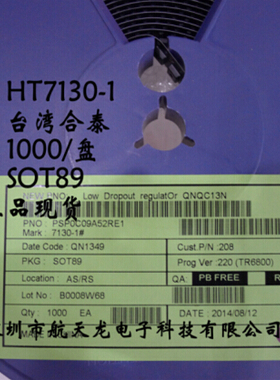 HT7130-1
台湾合泰
1000/盘
SOT89
品现货
Low Dropout regulatOr QNQC13N
PNO : PSP0C09A52RE1
Mark : 7130-1#
Date Code : QN1349
Cust.P/N :208
PKG : SOT89
Prog Ver :220 (TR6800)
Location : AS/RS
QA:
PB FREE
Lot No : B0008W68
Qty : 1000 EA
DATE : 2014/08/12
圳市航天龙电子科技有限公